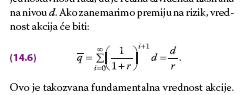 na nivou d. Ako zanemarimo premiju na rizik, vred-
nost akcija će biti:
(14.6) q̅ = ∑_{i=0}^{∞} (1/(1+r))^{i+1} d = d/r.
Ovo je takozvana fundamentalna vrednost akcije.